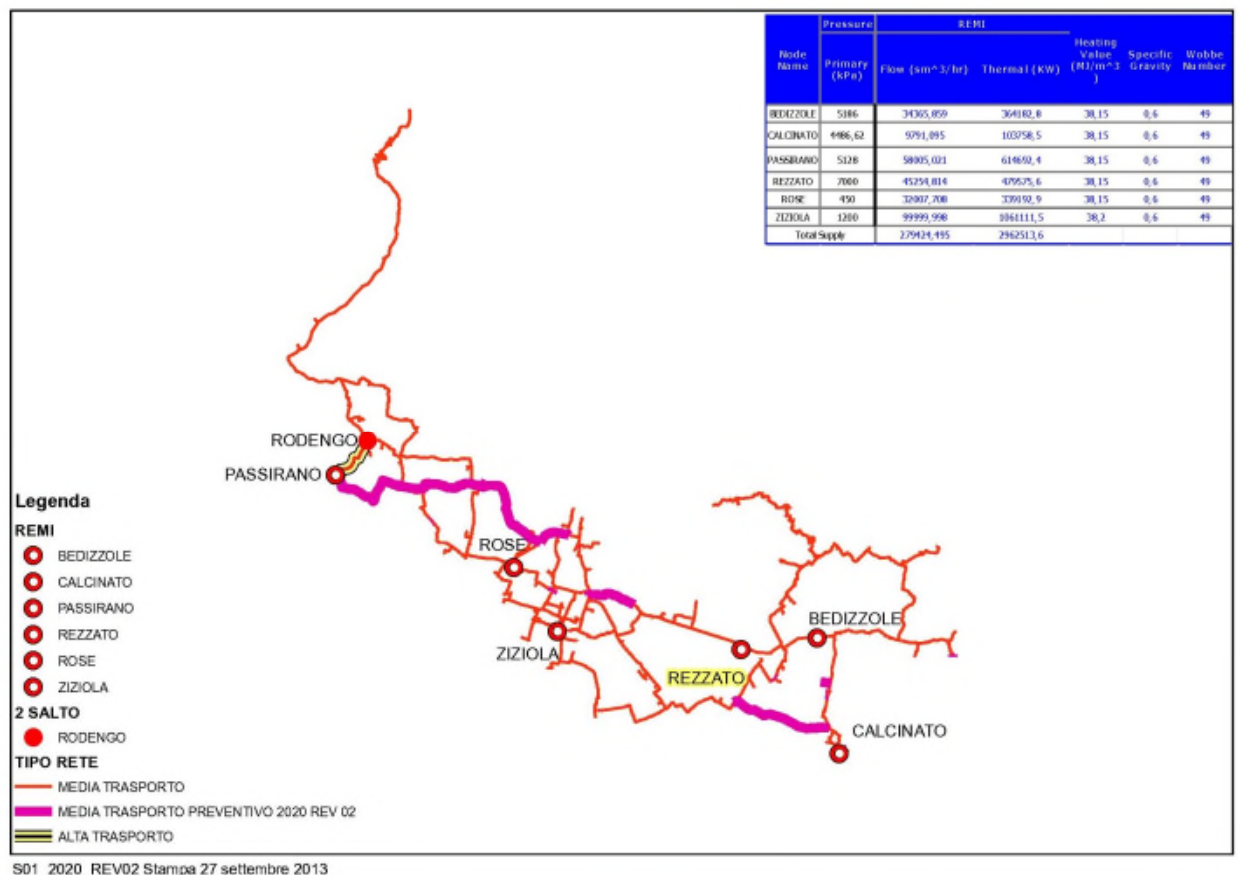 Pressure REMI
Node Name Primary (kPa) Flow (sm^3/hr) Thermal (KW) Heating Value (MJ/m^3) Specific Gravity Wobbe Number
BEDIZZOLE 5186 34365,859 364182,8 38,15 0,6 49
CALCINATO 4486,62 9791,095 103758,5 38,15 0,6 49
PASSIRANO 5128 58005,021 614692,4 38,15 0,6 49
REZZATO 7000 45254,814 479575,6 38,15 0,6 49
ROSE 450 32007,708 339192,9 38,15 0,6 49
ZIZIOLA 1200 99999,998 1061111,5 38,2 0,6 49
Total Supply 279424,495 2962513,6
RODENGO
PASSIRANO
ROSE
BEDIZZOLE
ZIZIOLA
REZZATO
CALCINATO
Legenda
REMI
BEDIZZOLE
CALCINATO
PASSIRANO
REZZATO
ROSE
ZIZIOLA
2 SALTO
RODENGO
TIPO RETE
MEDIA TRASPORTO
MEDIA TRASPORTO PREVENTIVO 2020 REV 02
ALTA TRASPORTO
S01_2020_REV02 Stampa 27 settembre 2013